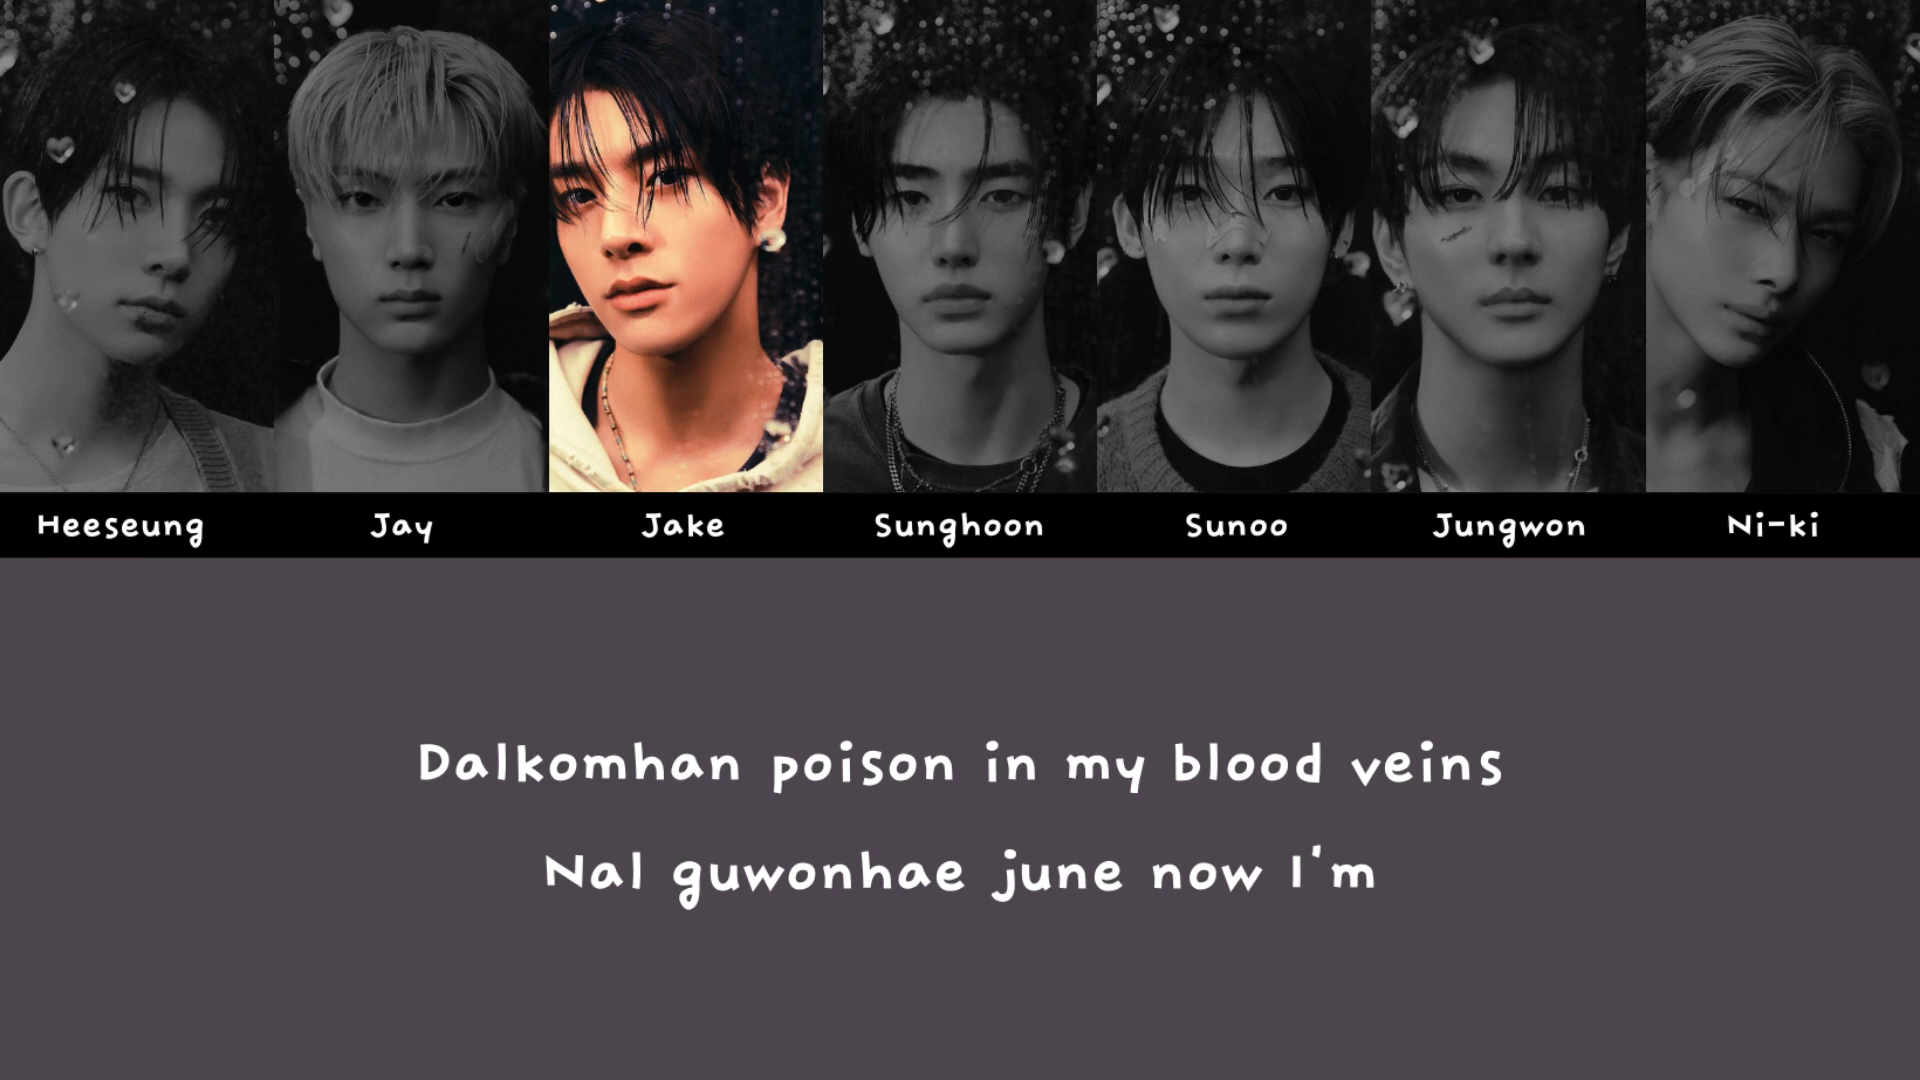 Heeseung Jay Jake Sunghoon Sunoo Jungwon Ni-ki
Dalkomhan poison in my blood veins
Nal guwonhae june now I'm